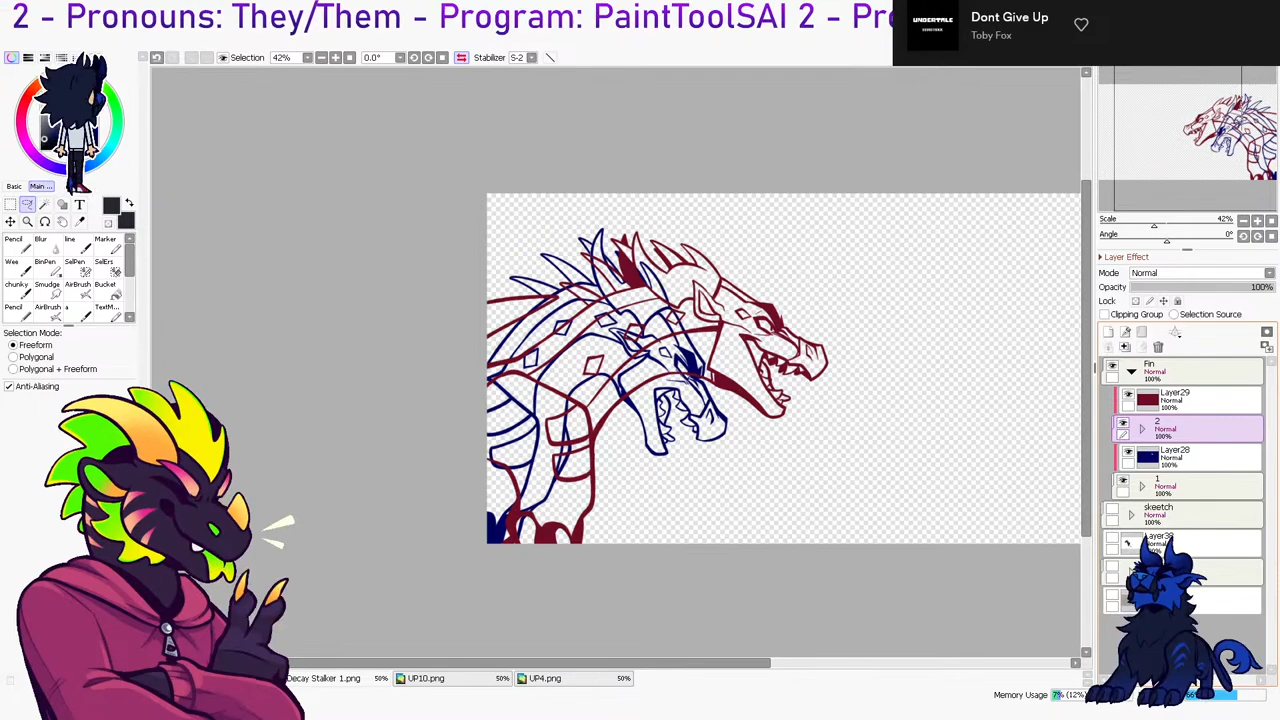 2 - Pronouns: They/Them - Program: PaintToolSAI 2 - Pro
UNDERTALE
Dont Give Up
Toby Fox
Selection 42% 0.0° Stabilizer S-2
Basic Main ...
T
Scale 42%
Angle 0°
Layer Effect
Mode Normal
Opacity 100%
Lock
Clipping Group Selection Source
Pencil Blur line Marker
Wee BinPen SelPen SelErs
chunky Smudge AirBrush Bucket
Pencil AirBrush a TextM...
Selection Mode:
Freeform
Polygonal
Polygonal + Freeform
Anti-Aliasing
Fin
Normal
100%
Layer29
Normal
100%
2
Normal
100%
Layer28
Normal
100%
1
Normal
100%
skeetch
Normal
100%
Decay Stalker 1.png 50% UP10.png 50% UP4.png 50%
Memory Usage 7% (12%)